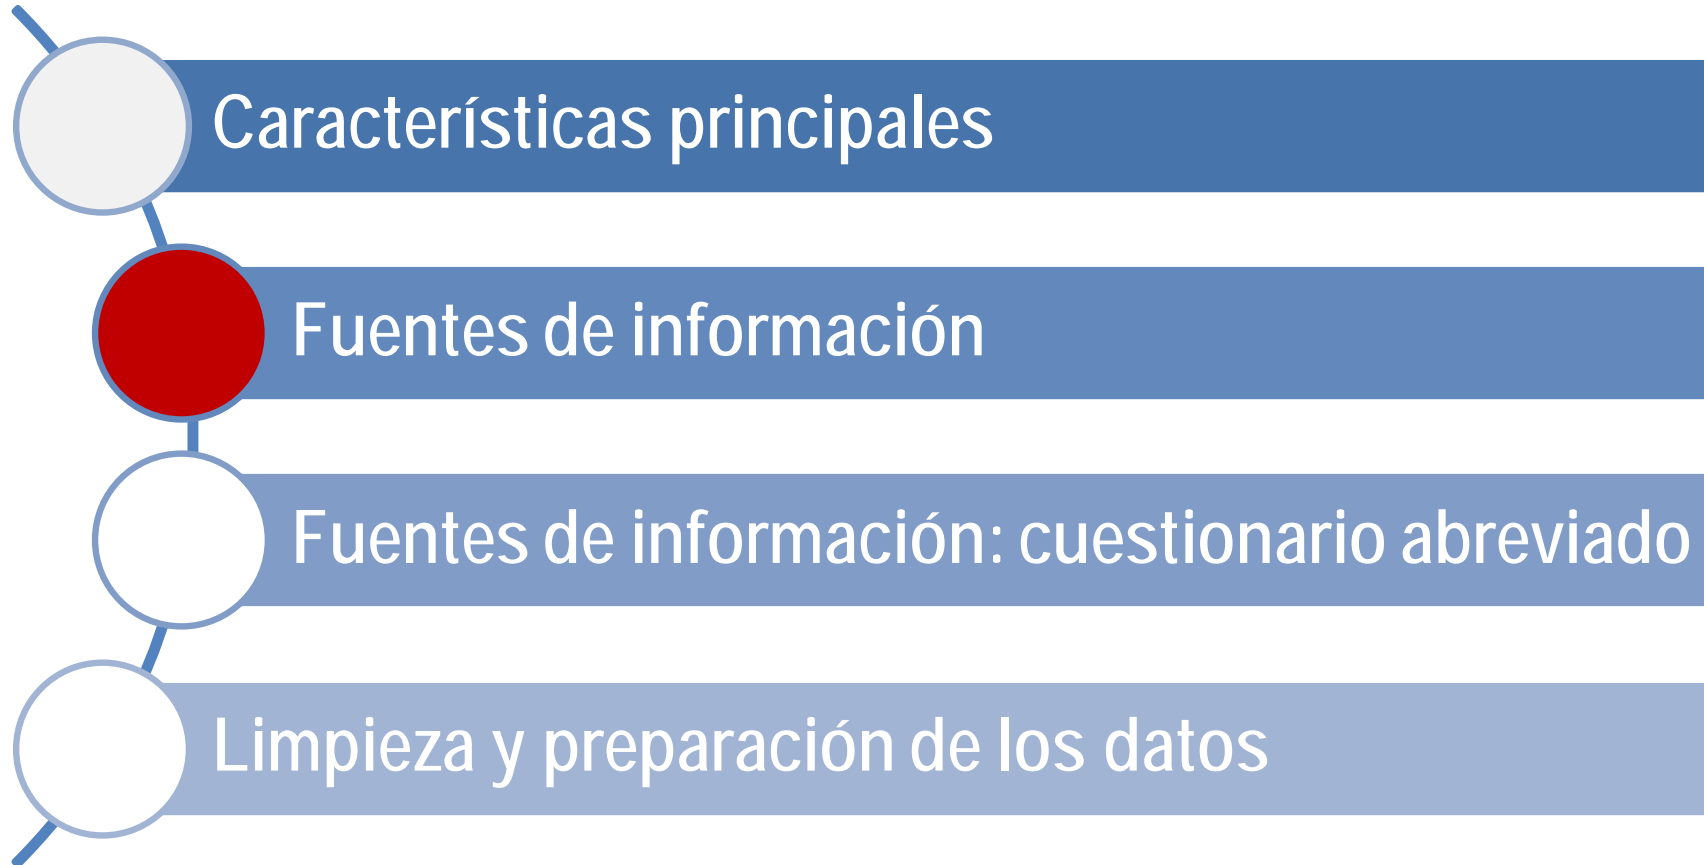 Características principales
Fuentes de información
Fuentes de información: cuestionario abreviado
Limpieza y preparación de los datos